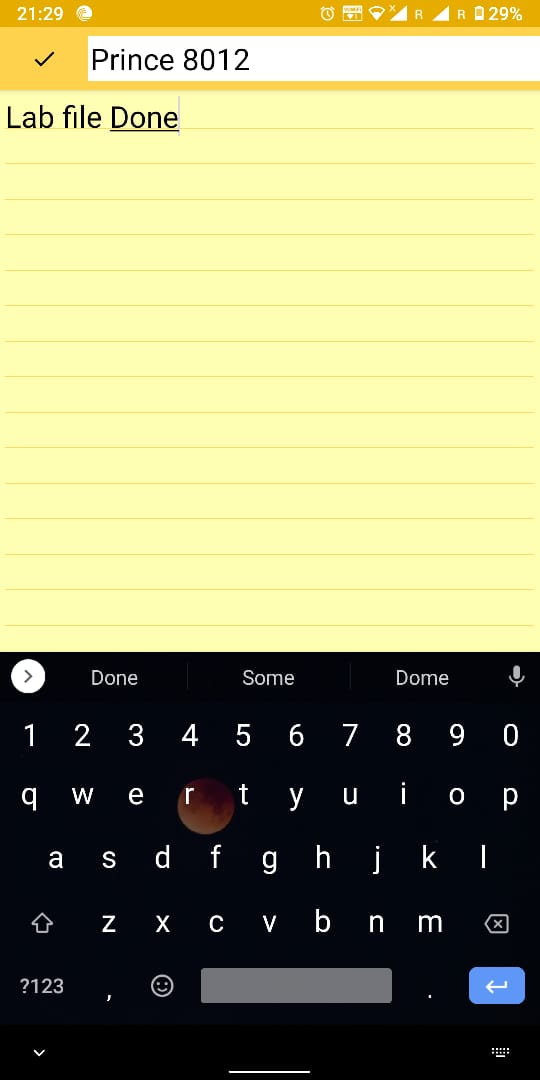 21:29 R R 29%
Prince 8012
Lab file Done
Done Some Dome
1 2 3 4 5 6 7 8 9 0
q w e r t y u i o p
a s d f g h j k l
z x c v b n m
?123 , .